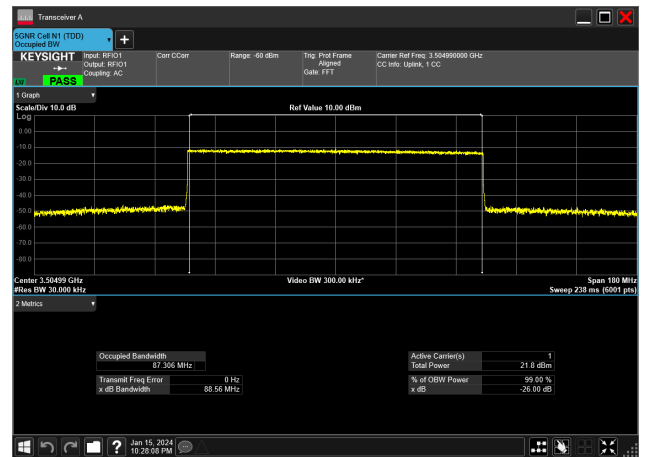 Transceiver A
5GNR Cell N1 (TDD)
Occupied BW
KEYSIGHT
LW PASS
Input: RFIO1
Output: RFIO1
Coupling: AC
Corr CCorr
Range: -60 dBm
Trig: Prot Frame
Aligned
Gate: FFT
Carrier Ref Freq: 3.504990000 GHz
CC Info: Uplink, 1 CC
1 Graph
Scale/Div 10.0 dB
Ref Value 10.00 dBm
Log
0.00
-10.0
-20.0
-30.0
-40.0
-50.0
-60.0
-70.0
-80.0
Center 3.50499 GHz
Video BW 300.00 kHz*
Span 180 MHz
#Res BW 30.000 kHz
Sweep 238 ms (6001 pts)
2 Metrics
Occupied Bandwidth
87.306 MHz
Active Carrier(s) 1
Total Power 21.8 dBm
Transmit Freq Error 0 Hz
x dB Bandwidth 88.56 MHz
% of OBW Power 99.00 %
x dB -26.00 dB
Jan 15, 2024
10:28:08 PM